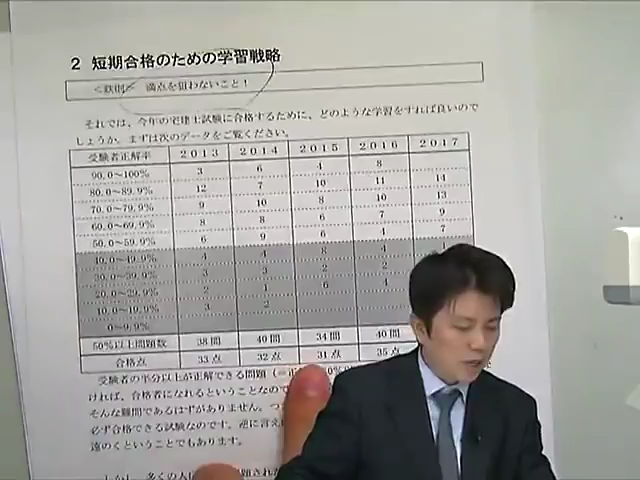 2 短期合格のための学習戦略
<鉄則> 満点を狙わないこと!
それでは、今年の宅建士試験に合格するために、どのような学習をすれば良いので
しょうか。まずは次のデータをご覧ください。
受験者正解率 2013 2014 2015 2016 2017
90.0~100% 3 6 4 8
80.0~89.9% 12 7 10 11 14
70.0~79.9% 9 10 8 10 13
60.0~69.9% 8 8 6 7 9
50.0~59.9% 6 9 6 4 7
40.0~49.9% 4 4 8 4
30.0~39.9% 3 3 2 2
20.0~29.9% 2 1 6 4
10.0~19.9% 3 2
0~9.9%
50%以上問題数 38問 40問 34問 40問
合格点 33点 32点 31点 35点
受験者の半分以上が正解できる問題
ければ、合格者になれるということなので
そんな難問であるはずがありません。
必ず合格できる試験なのです。逆に言え
遠のくということでもあります。
しかし、多くの